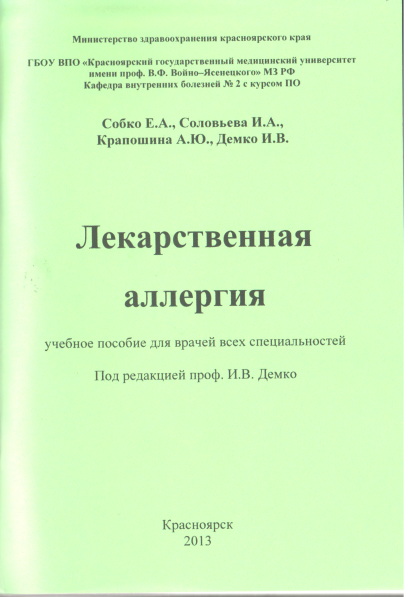 Министерство здравоохранения красноярского края
ГБОУ ВПО «Красноярский государственный медицинский университет
имени проф. В.Ф. Войно–Ясенецкого» МЗ РФ
Кафедра внутренних болезней № 2 с курсом ПО
Собко Е.А., Соловьева И.А.,
Крапошина А.Ю., Демко И.В.
Лекарственная
аллергия
учебное пособие для врачей всех специальностей
Под редакцией проф. И.В. Демко
Красноярск
2013